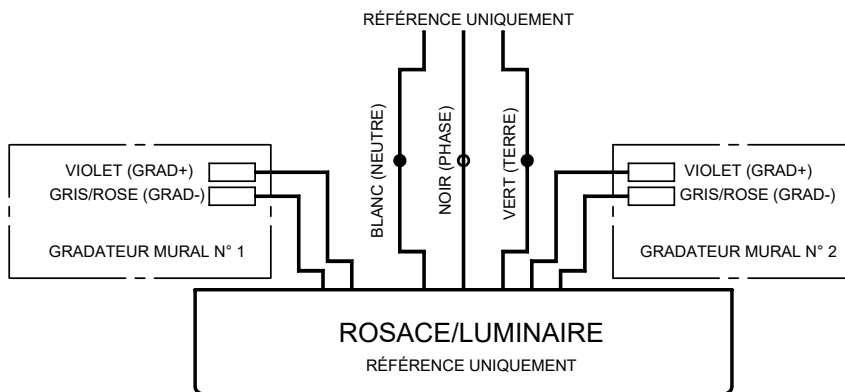 RÉFÉRENCE UNIQUEMENT
BLANC (NEUTRE)
NOIR (PHASE)
VERT (TERRE)
VIOLET (GRAD+)
GRIS/ROSE (GRAD-)
GRADATEUR MURAL N° 1
VIOLET (GRAD+)
GRIS/ROSE (GRAD-)
GRADATEUR MURAL N° 2
ROSACE/LUMINAIRE
RÉFÉRENCE UNIQUEMENT